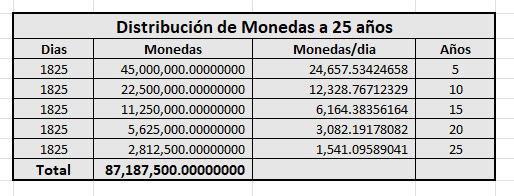 Distribución de Monedas a 25 años
Dias Monedas Monedas/dia Años
1825 45,000,000.00000000 24,657.53424658 5
1825 22,500,000.00000000 12,328.76712329 10
1825 11,250,000.00000000 6,164.38356164 15
1825 5,625,000.00000000 3,082.19178082 20
1825 2,812,500.00000000 1,541.09589041 25
Total 87,187,500.00000000